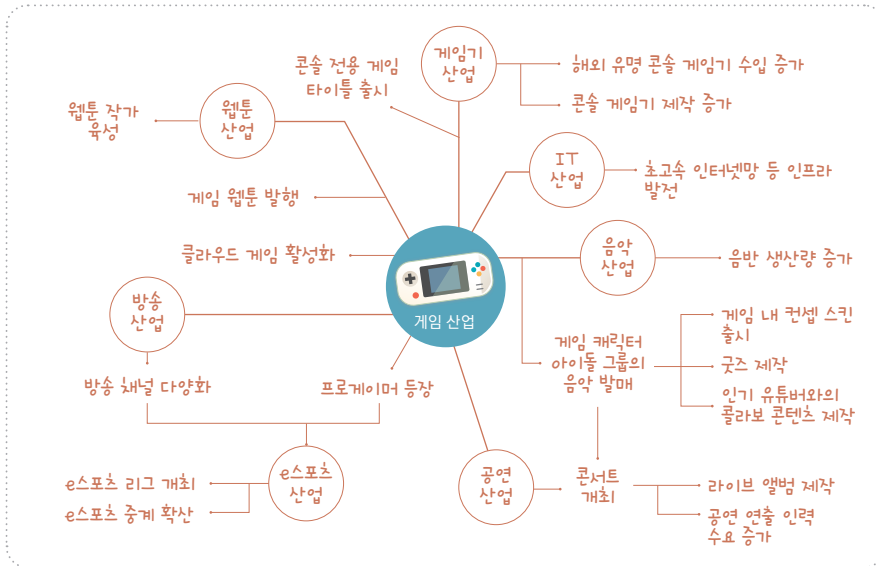 게임기
산업
콘솔 전용 게임
타이틀 출시
해외 유명 콘솔 게임기 수입 증가
콘솔 게임기 제작 증가
웹툰 작가
육성
웹툰
산업
IT
산업
초고속 인터넷망 등 인프라
발전
게임 웹툰 발행
클라우드 게임 활성화
음악
산업
음반 생산량 증가
방송
산업
게임 산업
게임 캐릭터
아이돌 그룹의
음악 발매
게임 내 컨셉 스킨
출시
굿즈 제작
인기 유튜버와의
콜라보 콘텐츠 제작
방송 채널 다양화
프로게이머 등장
e스포츠
산업
e스포츠 리그 개최
e스포츠 중계 확산
공연
산업
콘서트
개최
라이브 앨범 제작
공연 연출 인력
수요 증가